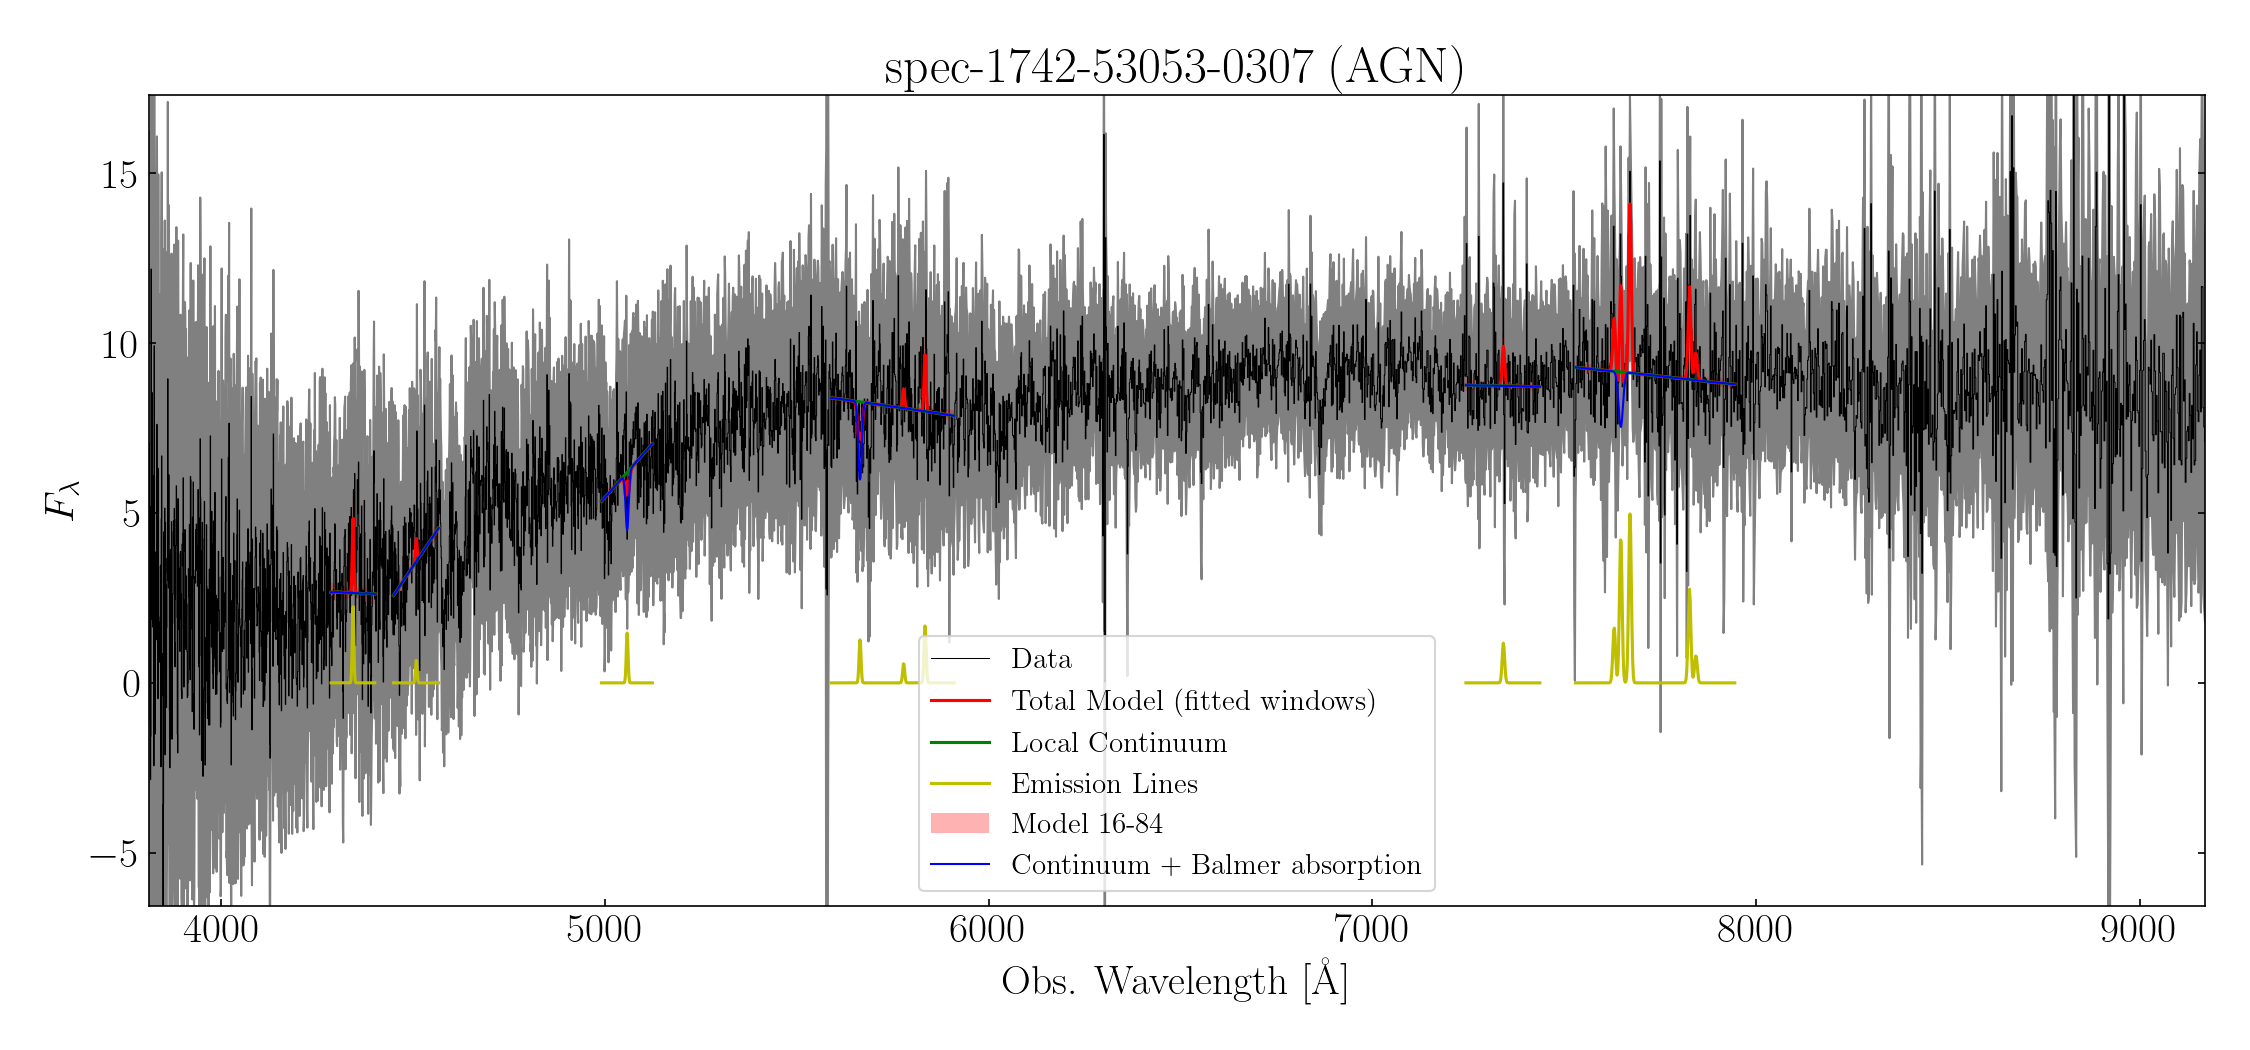 spec-1742-53053-0307 (AGN)
15
10
5
0
−5
F_λ
Data
Total Model (fitted windows)
Local Continuum
Emission Lines
Model 16-84
Continuum + Balmer absorption
4000 5000 6000 7000 8000 9000
Obs. Wavelength [Å]